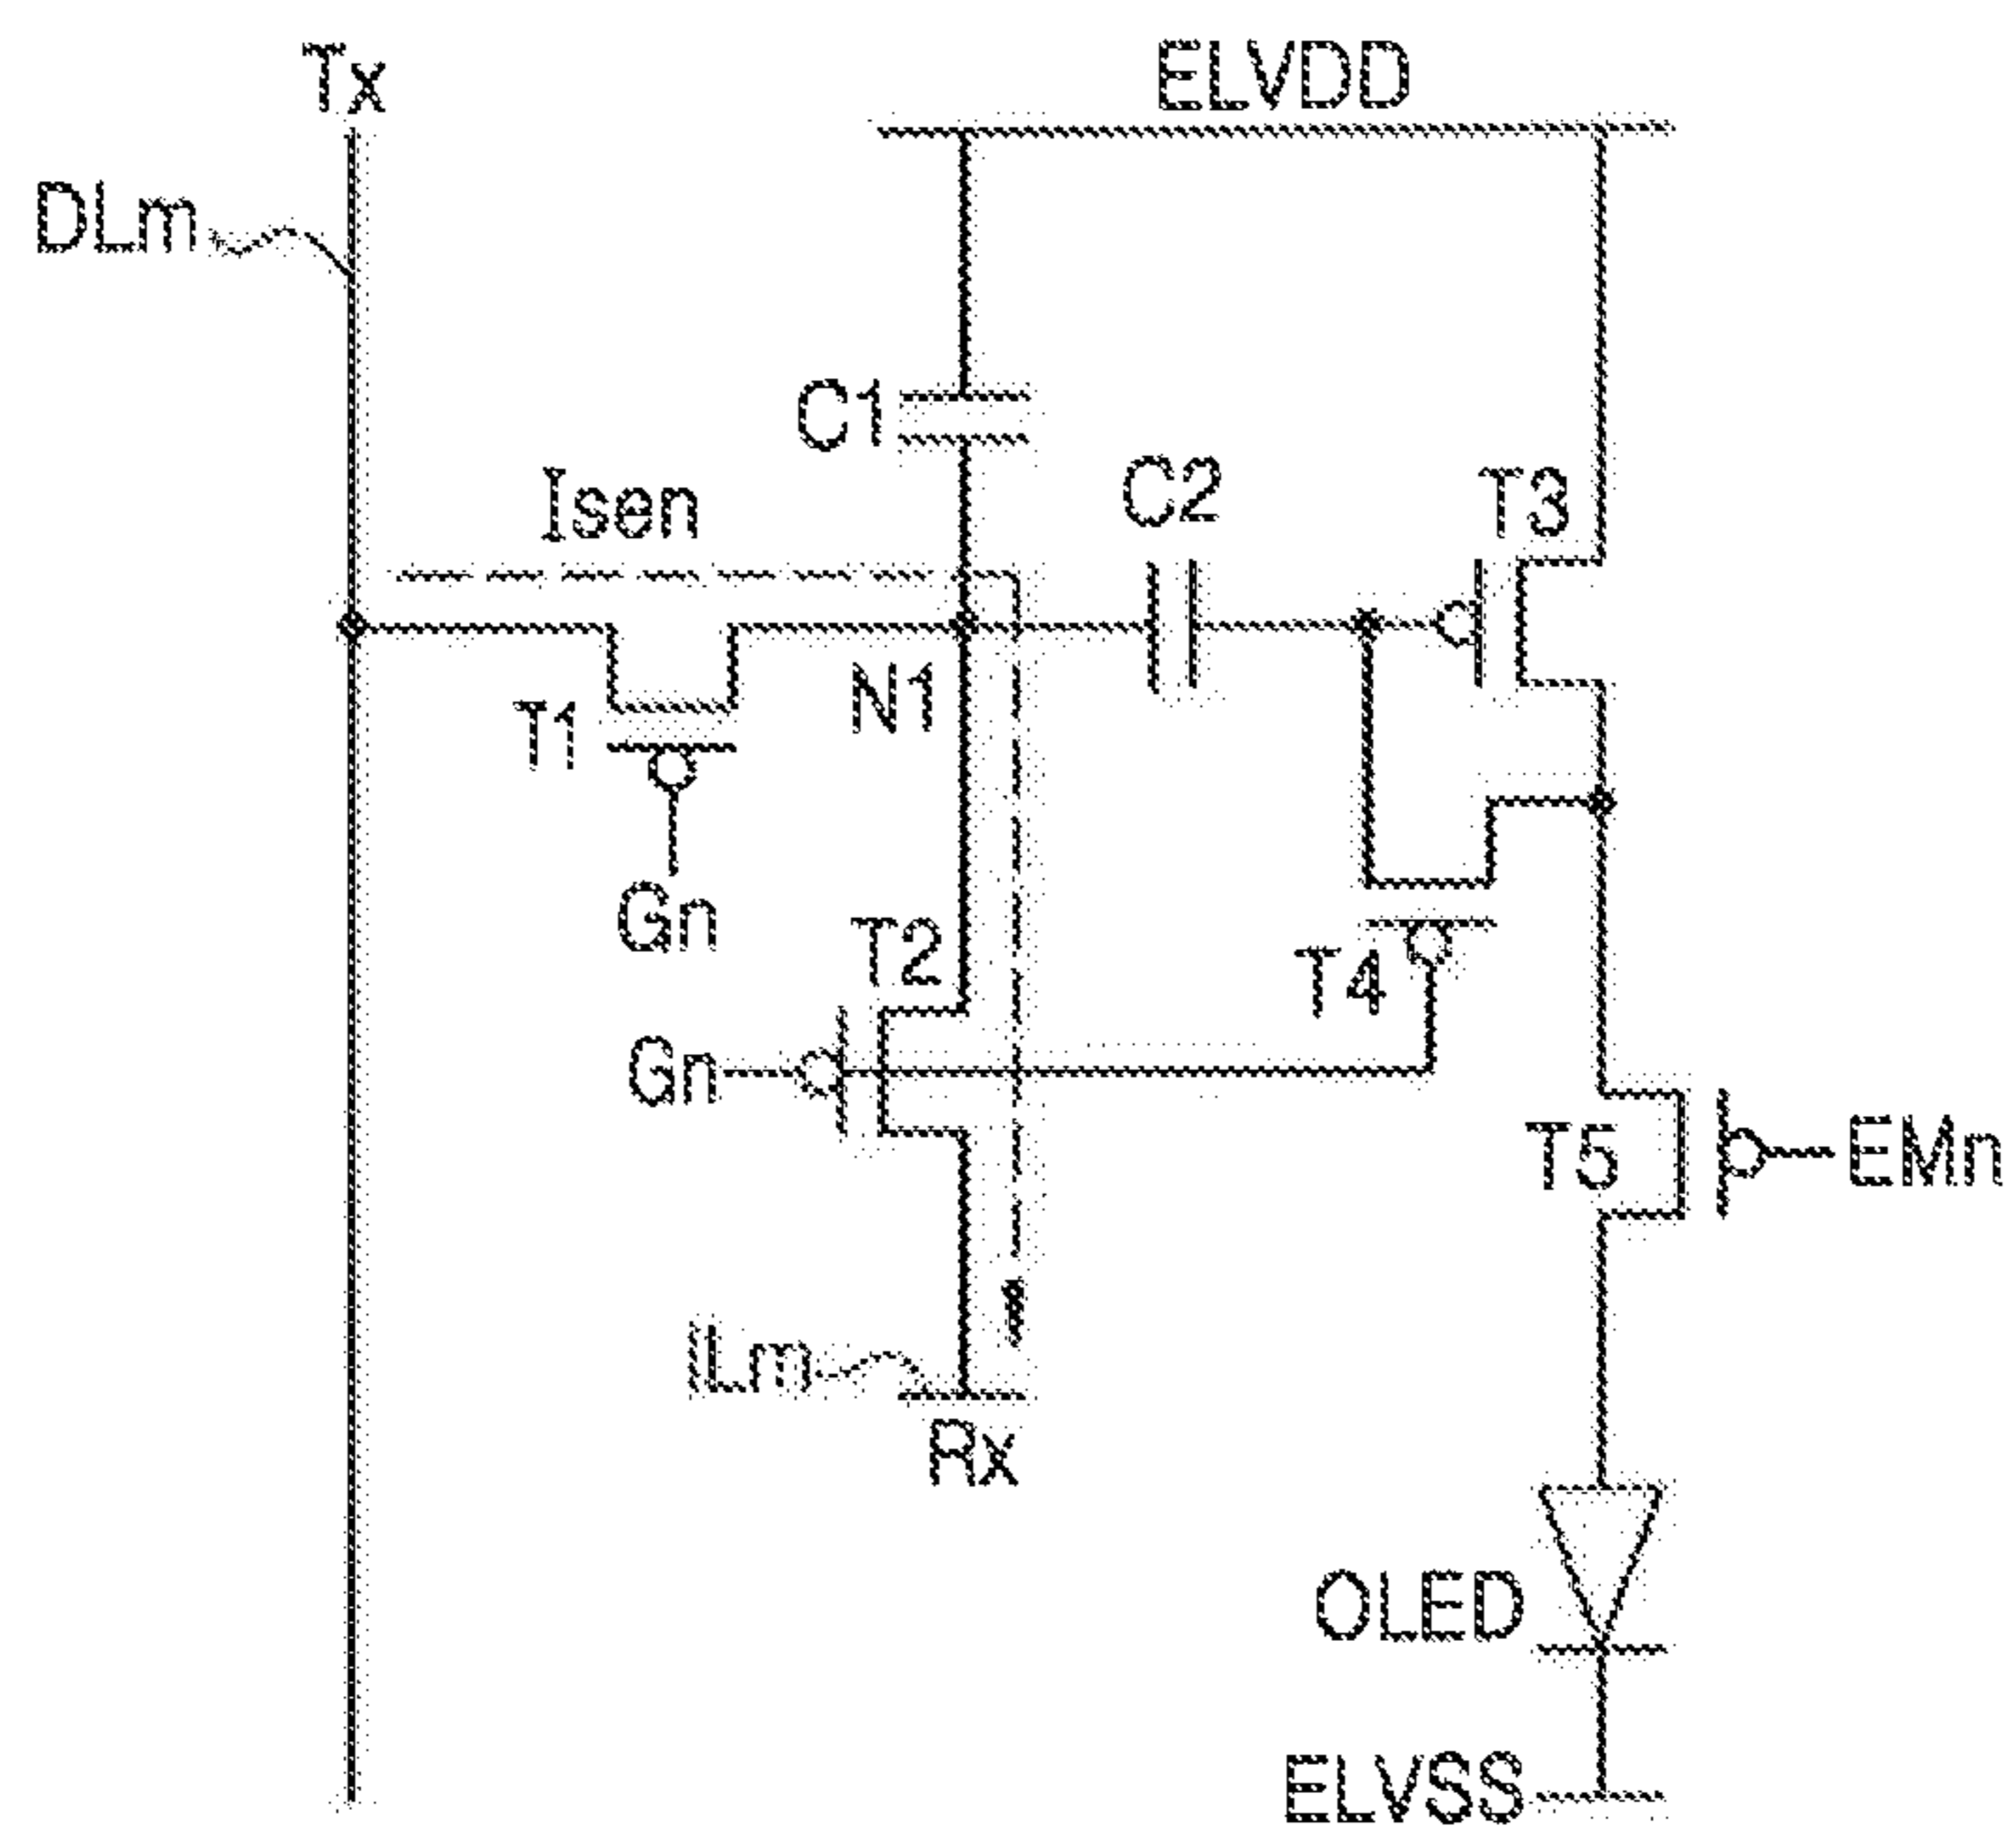 Tx
ELVDD
DLm
C1
Isen
C2
T3
T1
N1
Gn
T2
T4
Gn
T5
EMn
ILm
Rx
OLED
ELVSS